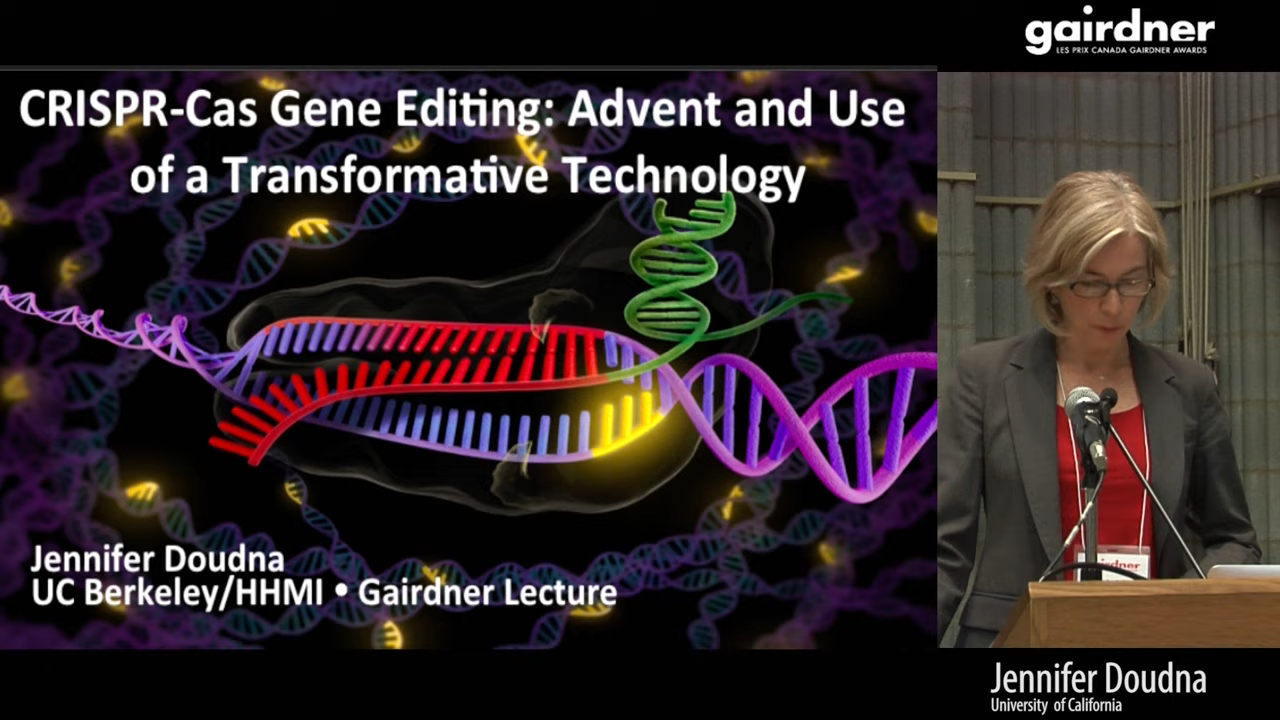 gairdner
LES PRIX CANADA GAIRDNER AWARDS
CRISPR-Cas Gene Editing: Advent and Use
of a Transformative Technology
Jennifer Doudna
UC Berkeley/HHMI • Gairdner Lecture
gairdner
Jennifer Doudna
University of California